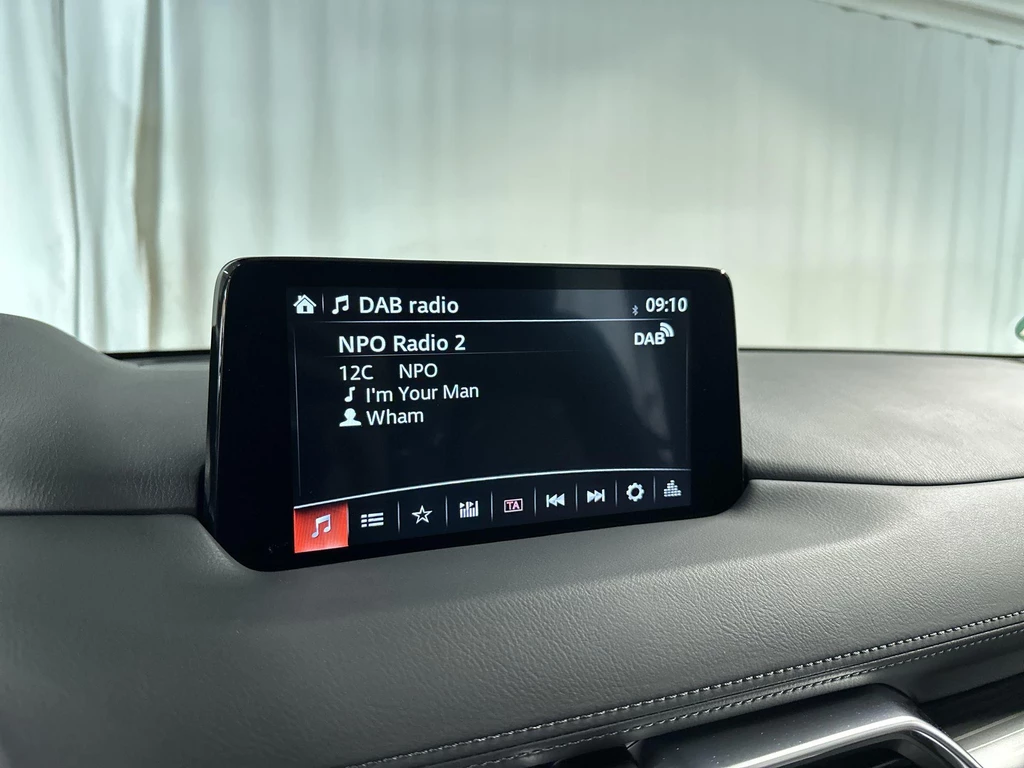 DAB radio 09:10
NPO Radio 2 DAB
12C NPO
I'm Your Man
Wham
TA